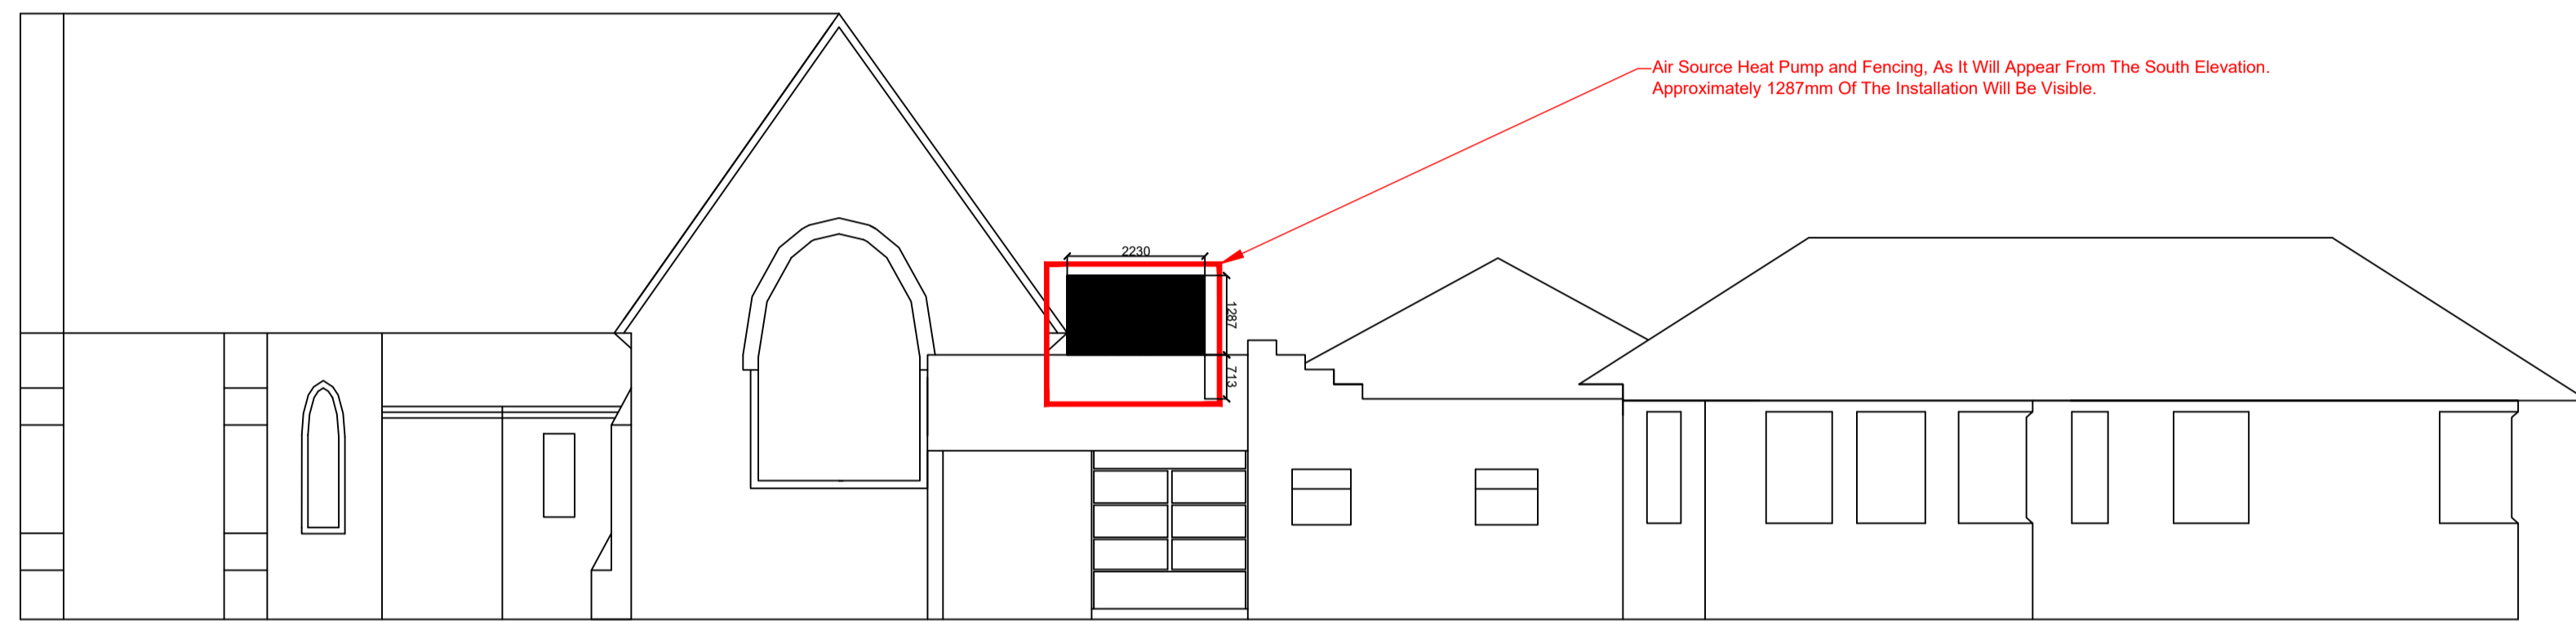 Air Source Heat Pump and Fencing, As It Will Appear From The South Elevation.
Approximately 1287mm Of The Installation Will Be Visible.
2230
1287
713